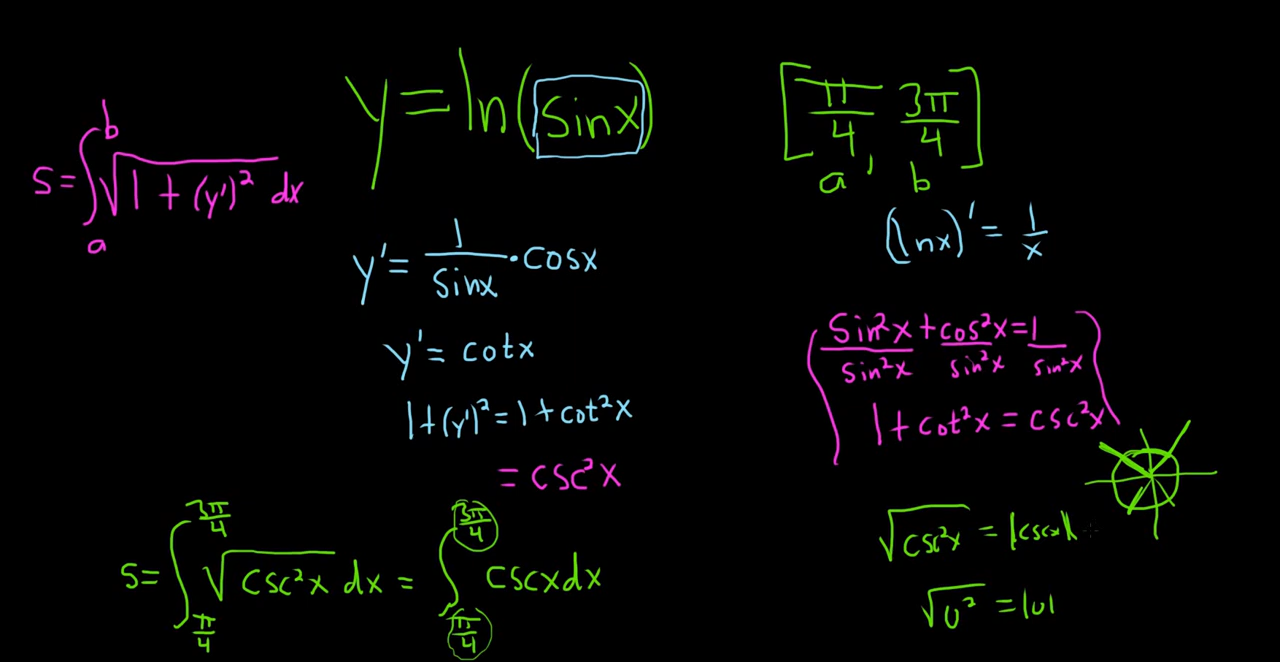 y = ln(sinx) [π/4, 3π/4]
a b
S = ∫_a^b √(1 + (y')²) dx
(lnx)' = 1/x
y' = 1/sinx · cosx
y' = cotx
1+(y')² = 1+cot²x
= csc²x
sin²x/sin²x + cos²x/sin²x = 1/sin²x
1 + cot²x = csc²x
S = ∫_{π/4}^{3π/4} √(csc²x) dx = ∫_{π/4}^{3π/4} cscxdx
√(csc²x) = |cscx|
√(u²) = |u|